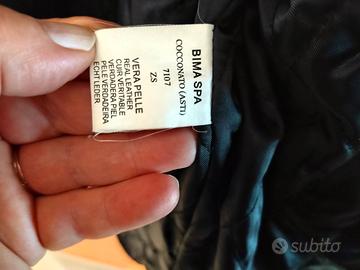 BIMA SPA
COCCONATO (ASTI)
7107
ZS
VERA PELLE
REAL LEATHER
CUIR VERITABLE
VERDADERA PIEL
PELE VERDADEIRA
ECHT LEDER
subito